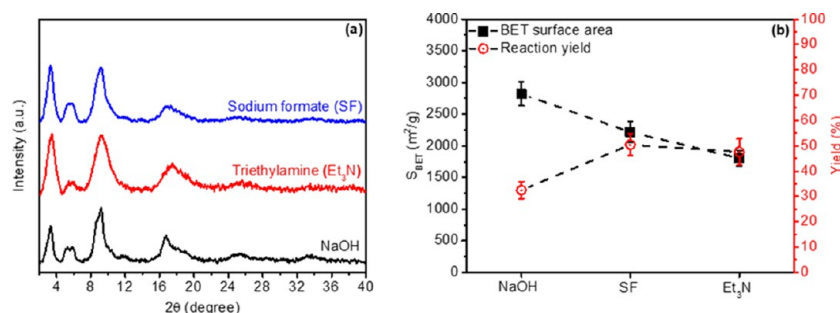 (a)
Sodium formate (SF)
Triethylamine (Et₃N)
NaOH
Intensity (a.u.)
4 8 12 16 20 24 28 32 36 40
2θ (degree)
(b)
BET surface area
Reaction yield
4000
3500
3000
2500
2000
1500
1000
500
0
S_BET (m²/g)
100
90
80
70
60
50
40
30
20
10
0
Yield (%)
NaOH SF Et₃N